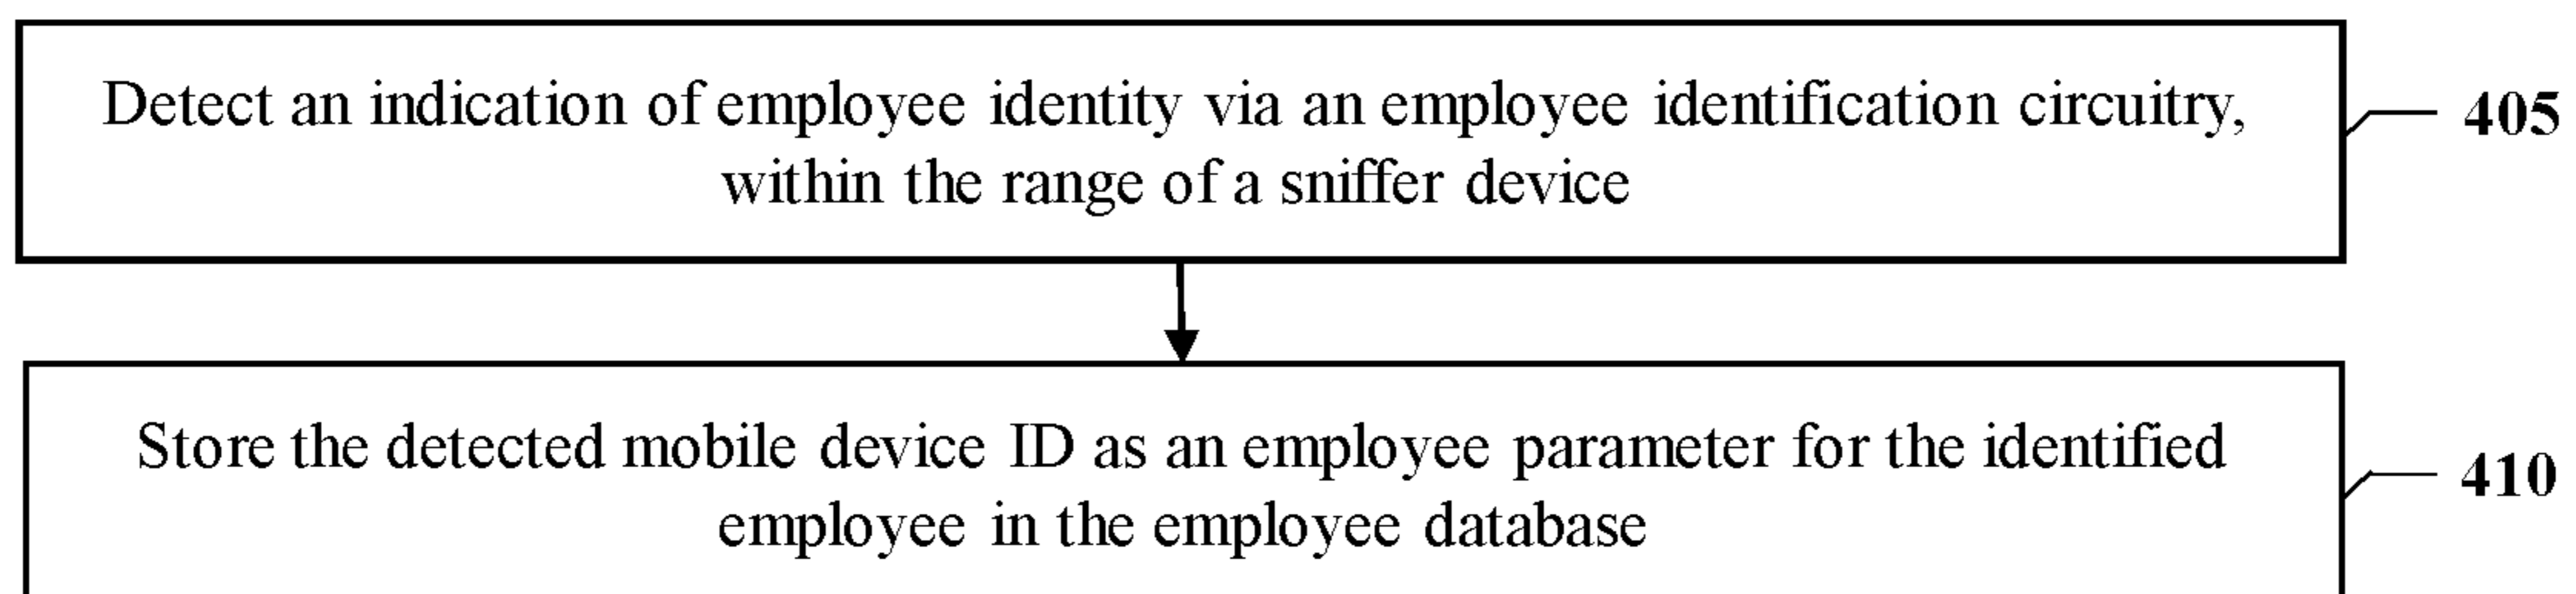 Detect an indication of employee identity via an employee identification circuitry,
within the range of a sniffer device
405
Store the detected mobile device ID as an employee parameter for the identified
employee in the employee database
410